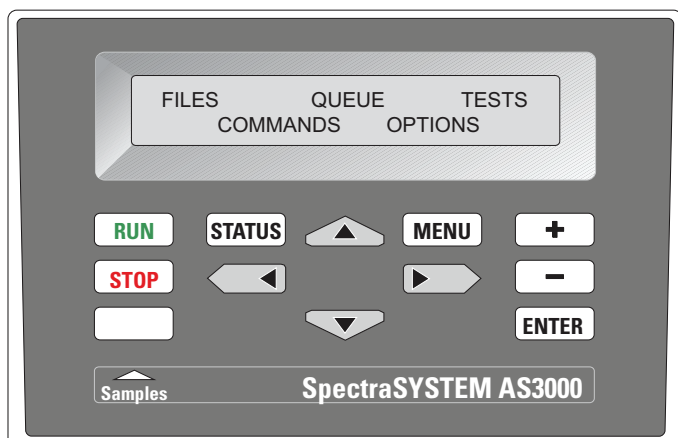 FILES QUEUE TESTS
COMMANDS OPTIONS
RUN STATUS MENU +
STOP −
ENTER
Samples SpectraSYSTEM AS3000